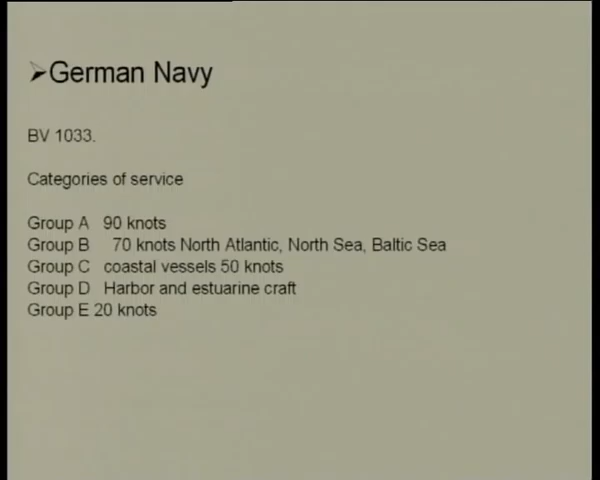 ➢German Navy
BV 1033.
Categories of service
Group A 90 knots
Group B 70 knots North Atlantic, North Sea, Baltic Sea
Group C coastal vessels 50 knots
Group D Harbor and estuarine craft
Group E 20 knots